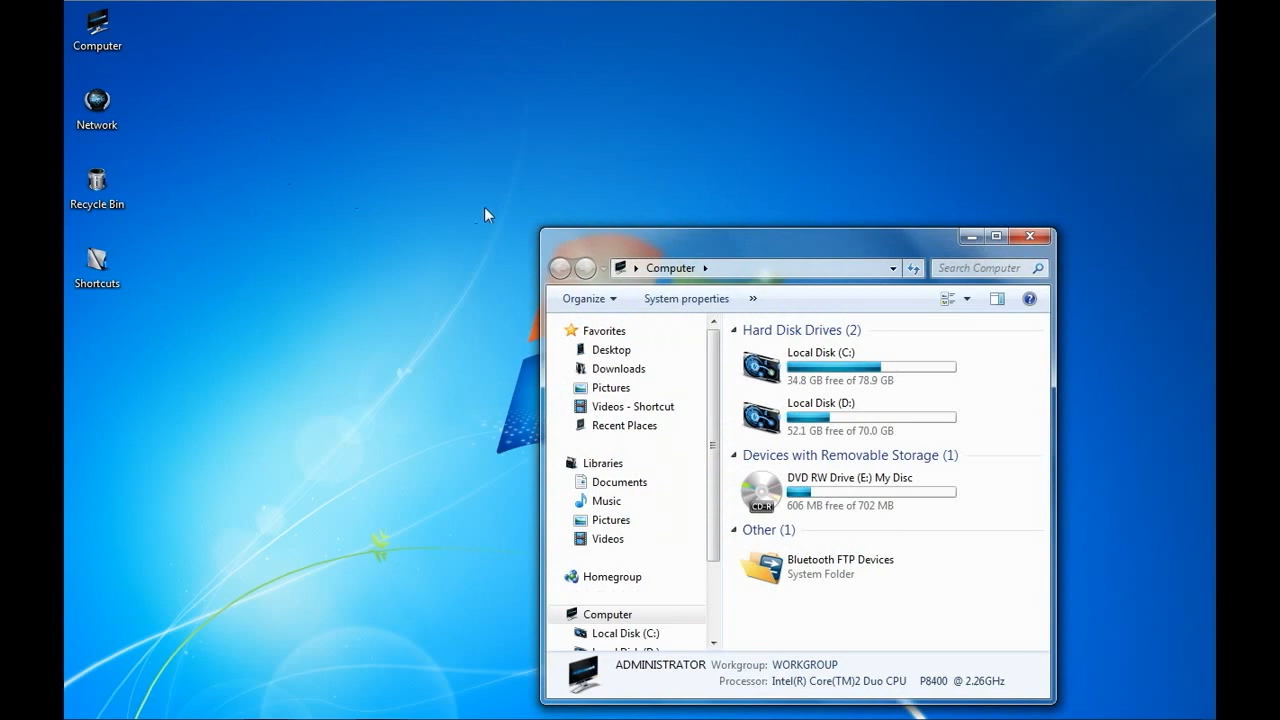 Computer
Network
Recycle Bin
Shortcuts
Computer
Search Computer
Organize
System properties
»
Favorites
Desktop
Downloads
Pictures
Videos - Shortcut
Recent Places
Libraries
Documents
Music
Pictures
Videos
Homegroup
Computer
Local Disk (C:)
Hard Disk Drives (2)
Local Disk (C:)
34.8 GB free of 78.9 GB
Local Disk (D:)
52.1 GB free of 70.0 GB
Devices with Removable Storage (1)
DVD RW Drive (E:) My Disc
CD-R
606 MB free of 702 MB
Other (1)
Bluetooth FTP Devices
System Folder
ADMINISTRATOR Workgroup: WORKGROUP
Processor: Intel(R) Core(TM)2 Duo CPU P8400 @ 2.26GHz